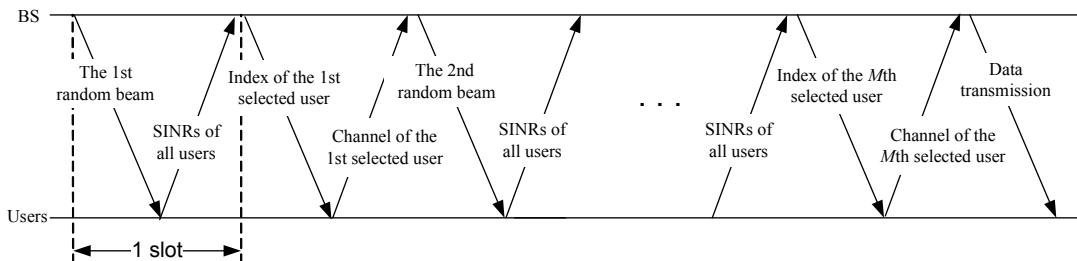 BS
The 1st
random beam
SINRs of
all users
Index of the 1st
selected user
Channel of the
1st selected user
The 2nd
random beam
SINRs of
all users
. . .
SINRs of
all users
Index of the Mth
selected user
Channel of the
Mth selected user
Data
transmission
Users
1 slot